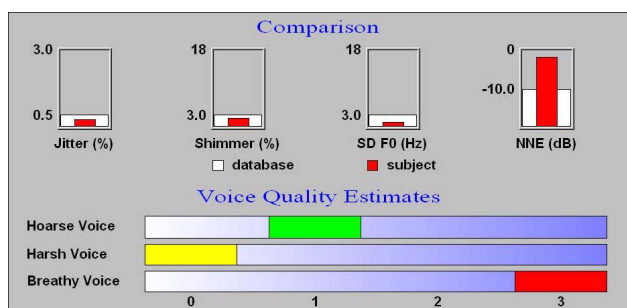 Comparison
3.0 18 18 0
-10.0
0.5 3.0 3.0
Jitter (%) Shimmer (%) SD F0 (Hz) NNE (dB)
database subject
Voice Quality Estimates
Hoarse Voice
Harsh Voice
Breathy Voice
0 1 2 3